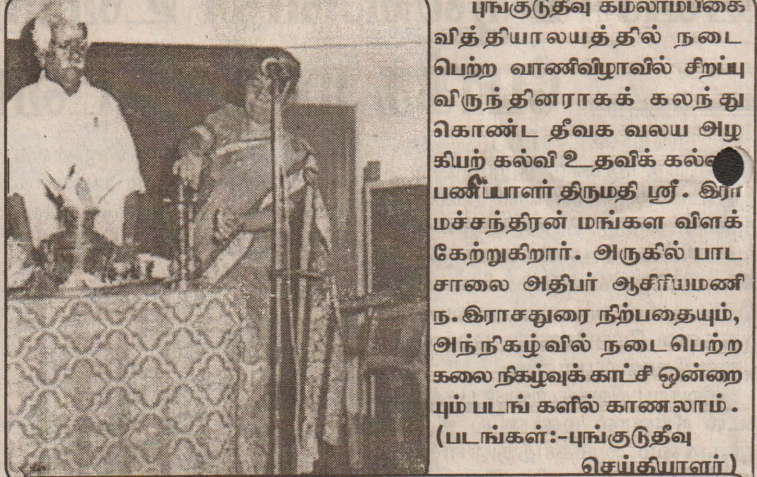 புங்குடுதீவு கமலாம்பிகை
வித்தியாலயத்தில் நடை
பெற்ற வாணிவிழாவில் சிறப்பு
விருந்தினராகக் கலந்து
கொண்ட தீவக வலய அழ
கியற் கல்வி உதவிக்
பணிப்பாளர் திருமதி ஸ்ரீ. இரா
மச்சந்திரன் மங்கள விளக்
கேற்றுகிறார். அருகில் பாட
சாலை அதிபர் ஆசிரியமணி
ந.இராசதுரை நிற்பதையும்,
அந்நிகழ்வில் நடைபெற்ற
கலை நிகழ்வுக் காட்சி ஒன்றை
யும் படங் களில் காணலாம்.
(படங்கள்:-புங்குடுதீவு
செய்தியாளர்)